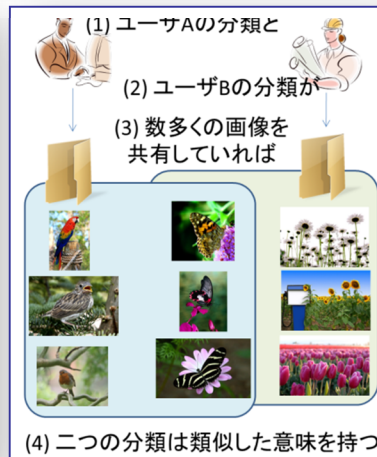 (1) ユーザAの分類と
(2) ユーザBの分類が
(3) 数多くの画像を
共有していれば
(4) 二つの分類は類似した意味を持つ